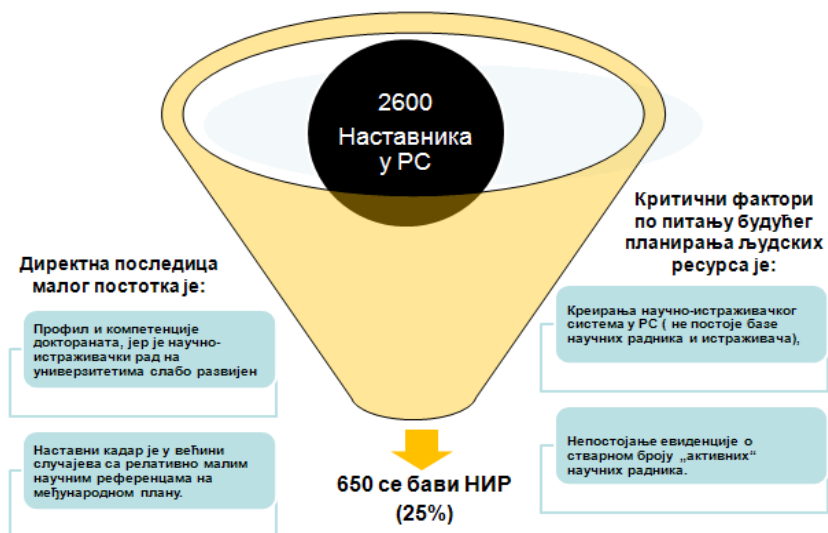 2600
Наставника
у РС
Директна последица
малог постотка је:
Профил и компетенције
доктораната, јер је научно-
истраживачки рад на
универзитетима слабо развијен
Наставни кадар је у већини
случајева са релативно малим
научним референцама на
међународном плану.
650 се бави НИР
(25%)
Критични фактори
по питању будућег
планирања људских
ресурса је:
Креирања научно-истраживачког
система у РС ( не постоје базе
научних радника и истраживача),
Непостојање евиденције о
стварном броју „активних“
научних радника.